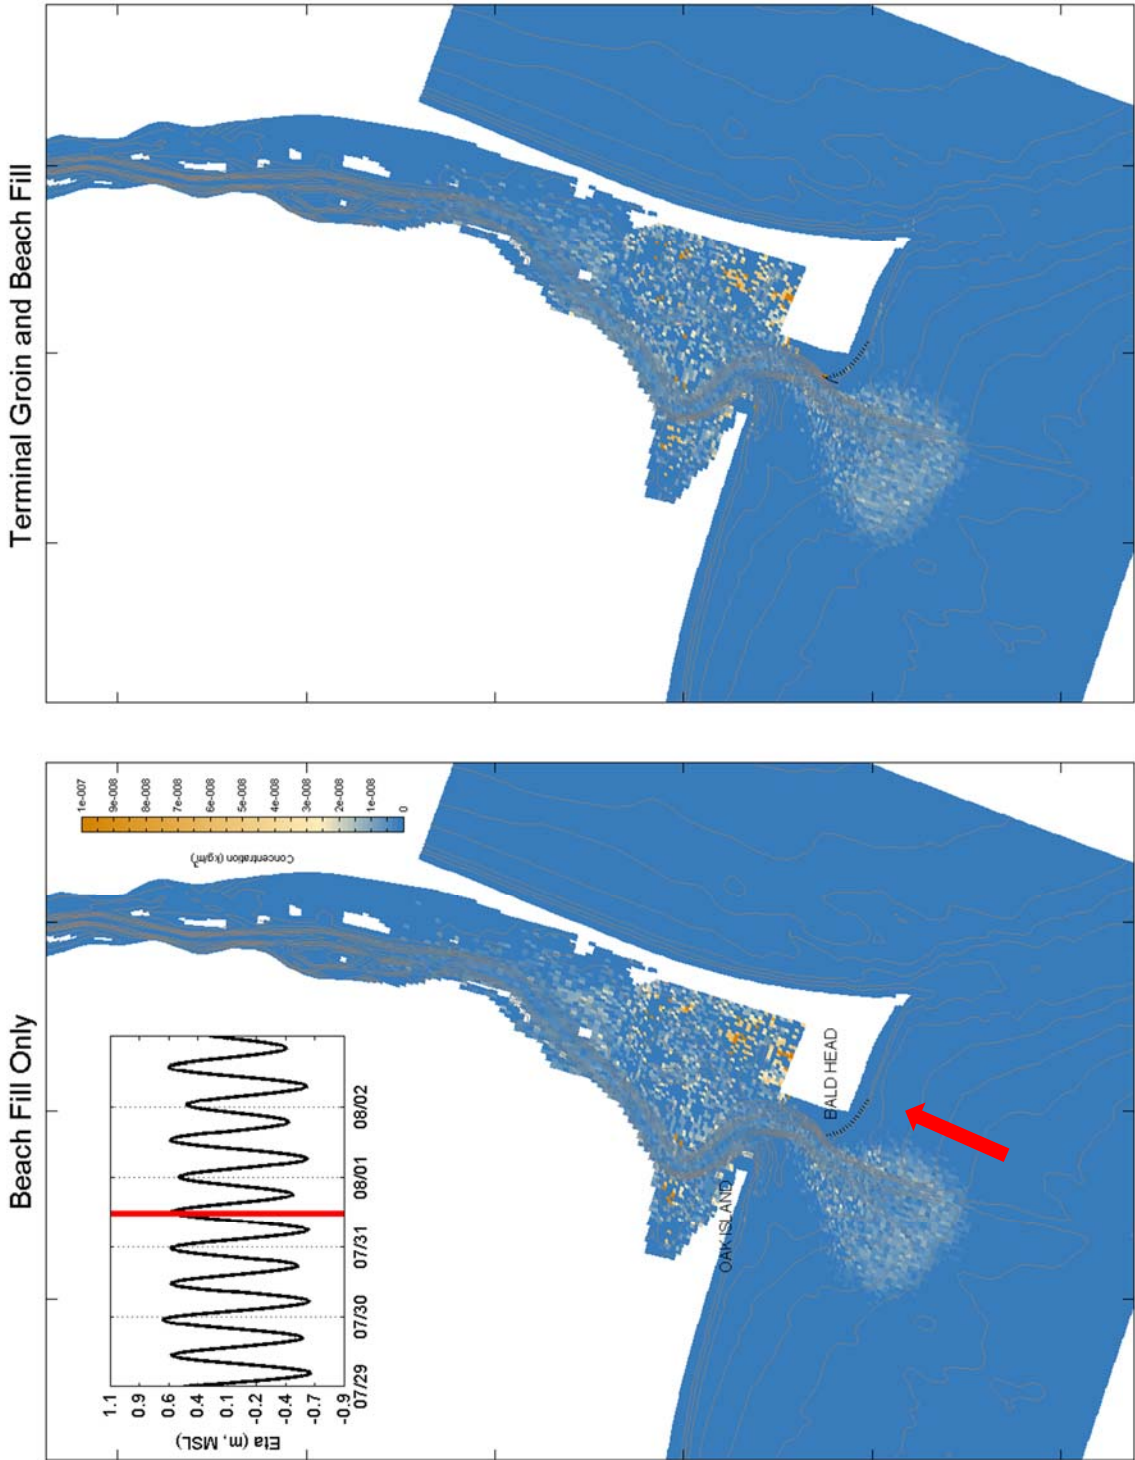 Beach Fill Only
Terminal Groin and Beach Fill
1.1
0.9
0.6
0.4
0.1
-0.2
-0.4
-0.7
-0.9
Eta (m, MSL)
07/29
07/30
07/31
08/01
08/02
Concentration (kg/m³)
1e-007
9e-008
8e-008
7e-008
6e-008
5e-008
4e-008
3e-008
2e-008
1e-008
0
OAK ISLAND
BALD HEAD